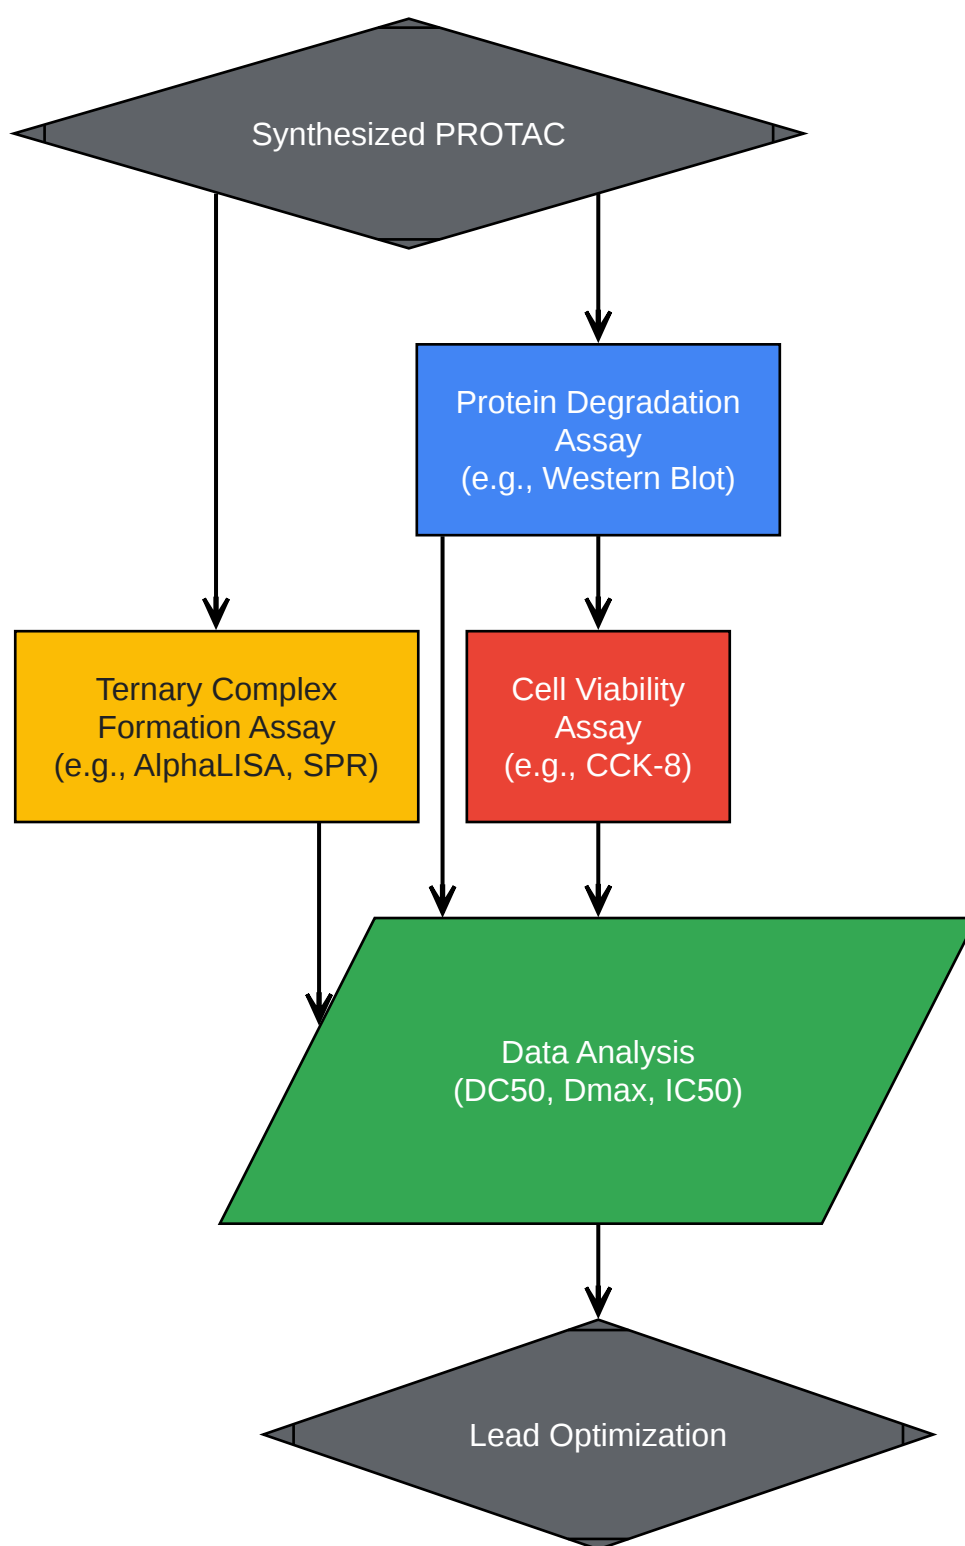 Synthesized PROTAC
Protein Degradation
Assay
(e.g., Western Blot)
Ternary Complex
Formation Assay
(e.g., AlphaLISA, SPR)
Cell Viability
Assay
(e.g., CCK-8)
Data Analysis
(DC50, Dmax, IC50)
Lead Optimization